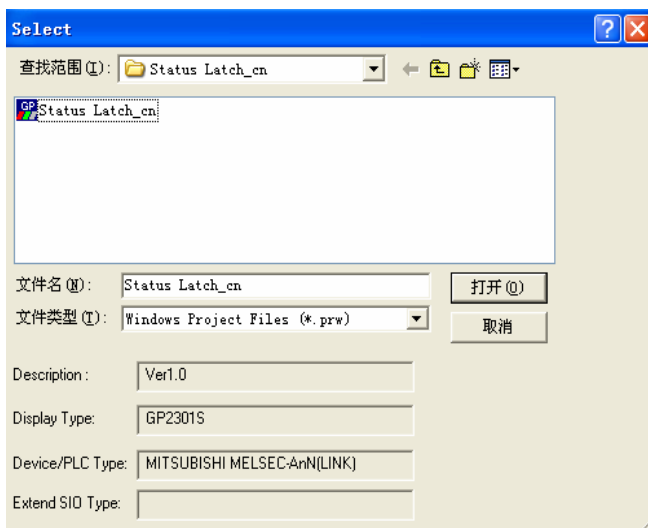 Select
查找范围(I): Status Latch_cn
GP Status Latch_cn
文件名(N): Status Latch_cn 打开(O)
文件类型(T): Windows Project Files (*.prw) 取消
Description : Ver1.0
Display Type: GP2301S
Device/PLC Type: MITSUBISHI MELSEC-AnN(LINK)
Extend SIO Type: